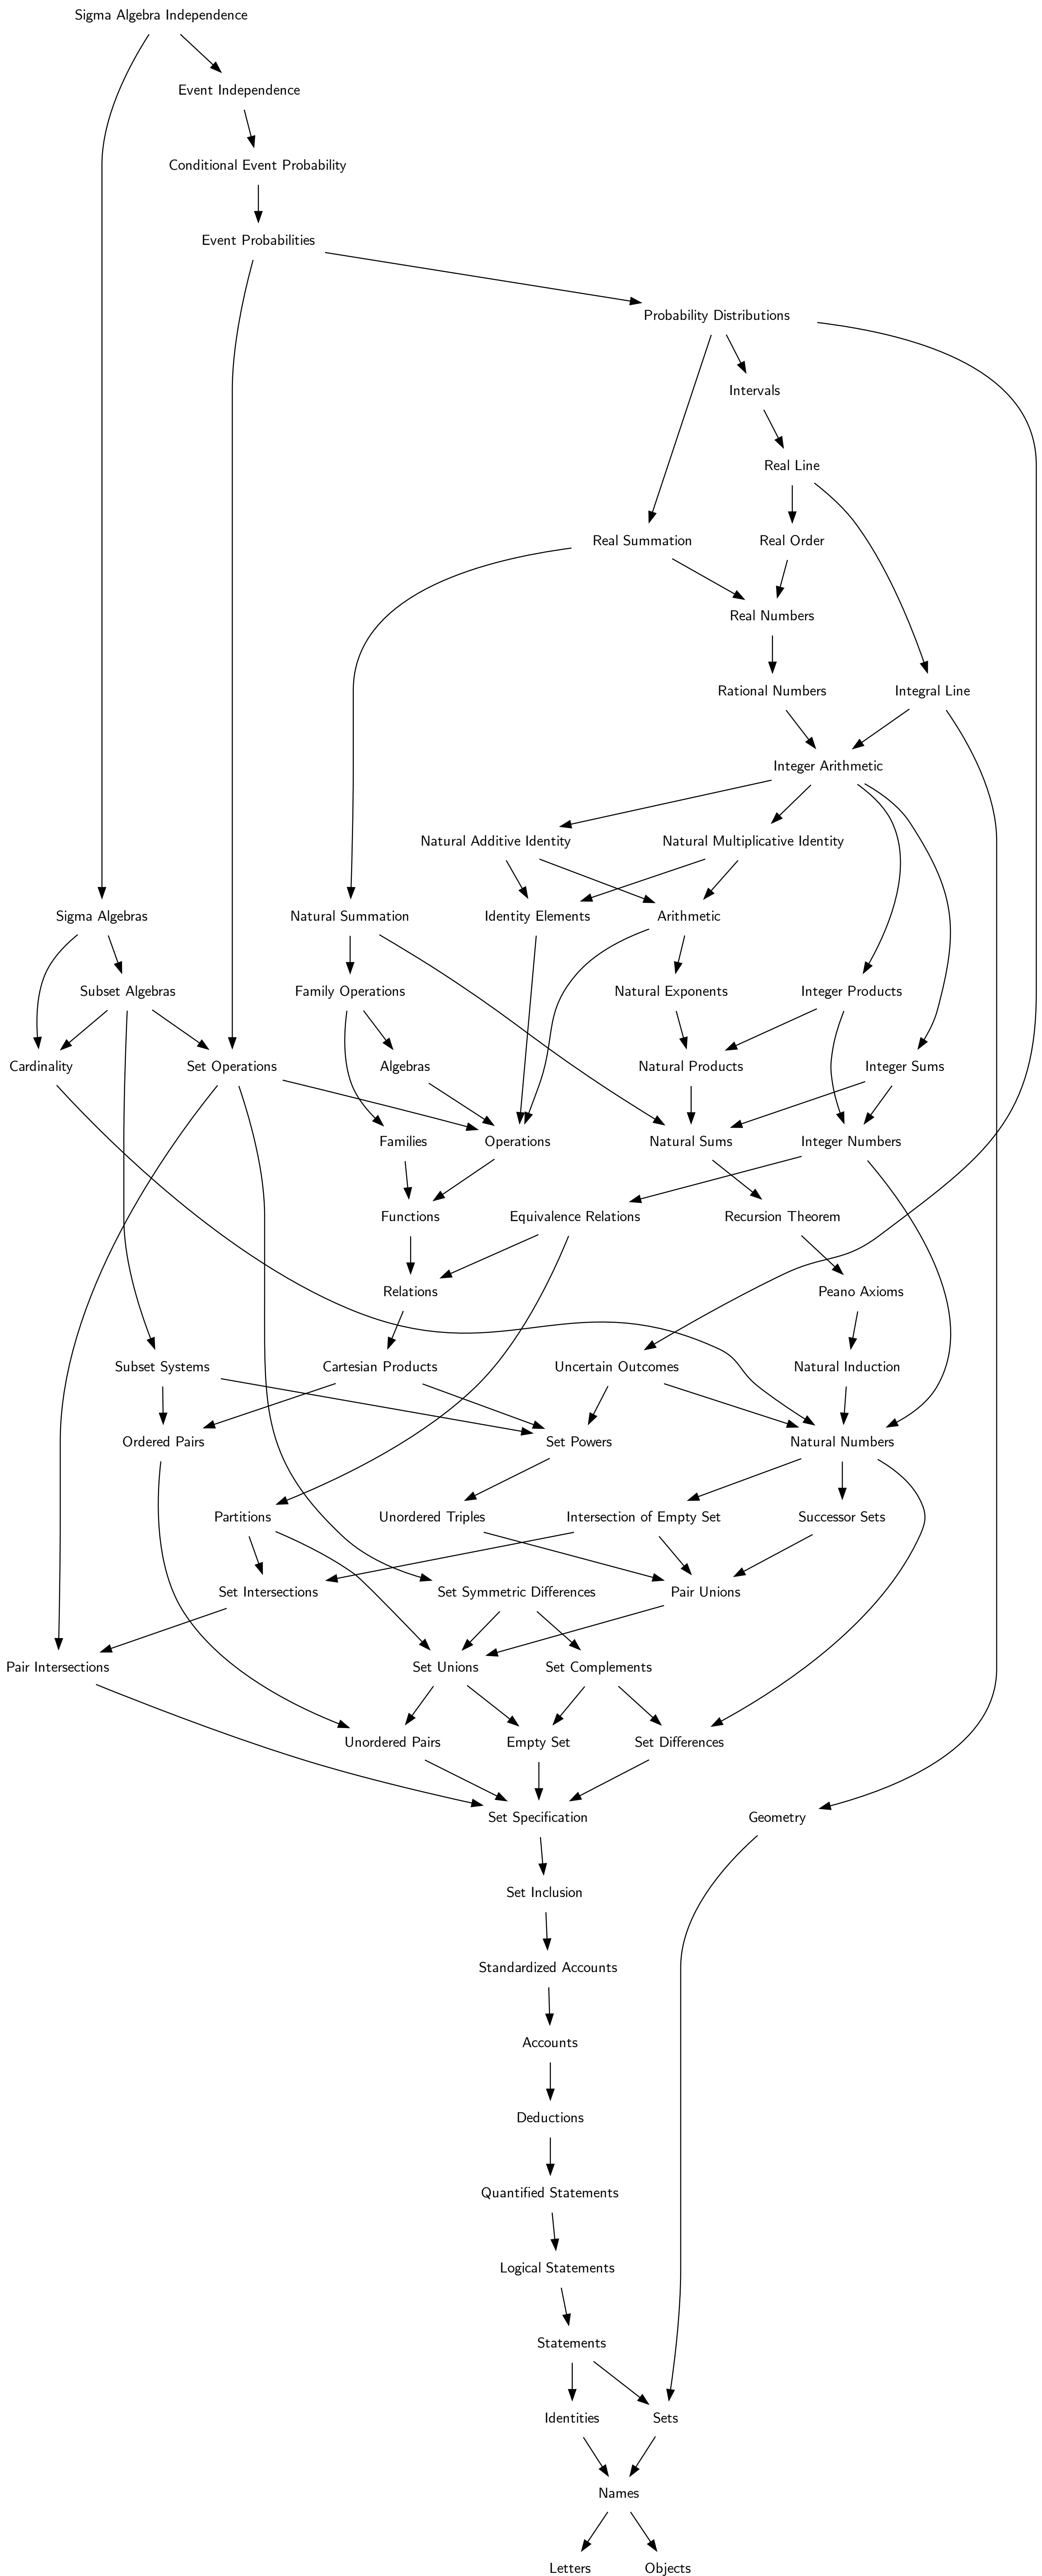 Sigma Algebra Independence
Event Independence
Conditional Event Probability
Event Probabilities
Probability Distributions
Intervals
Real Line
Real Summation
Real Order
Real Numbers
Rational Numbers
Integral Line
Integer Arithmetic
Natural Additive Identity
Natural Multiplicative Identity
Sigma Algebras
Natural Summation
Identity Elements
Arithmetic
Subset Algebras
Family Operations
Natural Exponents
Integer Products
Cardinality
Set Operations
Algebras
Natural Products
Integer Sums
Families
Operations
Natural Sums
Integer Numbers
Functions
Equivalence Relations
Recursion Theorem
Relations
Peano Axioms
Subset Systems
Cartesian Products
Uncertain Outcomes
Natural Induction
Ordered Pairs
Set Powers
Natural Numbers
Partitions
Unordered Triples
Intersection of Empty Set
Successor Sets
Set Intersections
Set Symmetric Differences
Pair Unions
Pair Intersections
Set Unions
Set Complements
Unordered Pairs
Empty Set
Set Differences
Set Specification
Geometry
Set Inclusion
Standardized Accounts
Accounts
Deductions
Quantified Statements
Logical Statements
Statements
Identities
Sets
Names
Letters
Objects